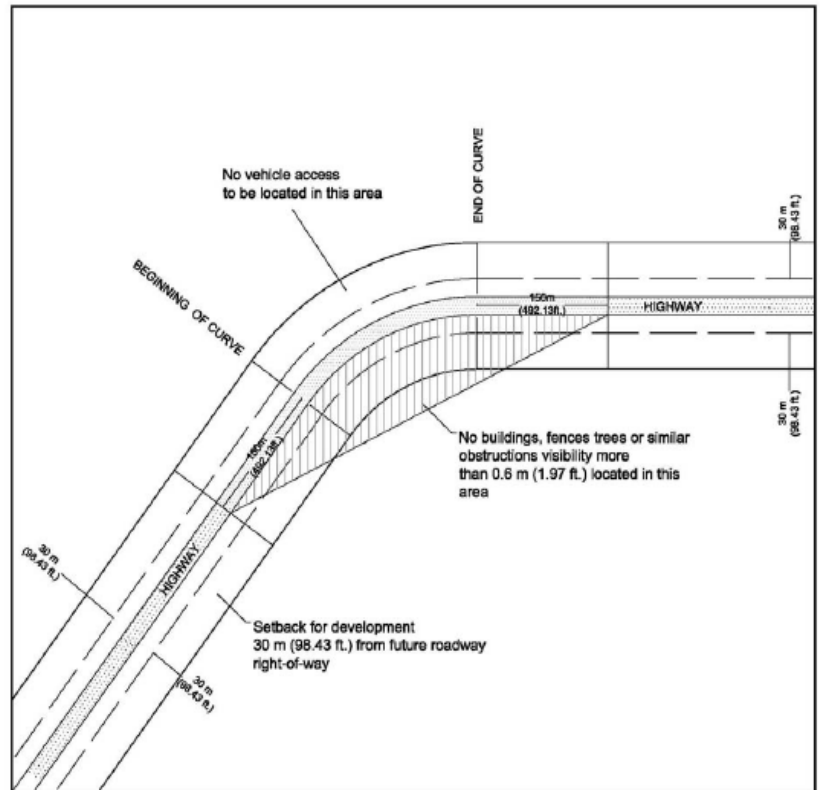 No vehicle access
to be located in this area
END OF CURVE
30 m
(98.43 ft.)
BEGINNING OF CURVE
150m
(492.13ft.)
HIGHWAY
30 m
(98.43 ft.)
No buildings, fences trees or similar
obstructions visibility more
than 0.6 m (1.97 ft.) located in this
area
150m
(492.13ft.)
30 m
(98.43 ft.)
HIGHWAY
Setback for development
30 m (98.43 ft.) from future roadway
right-of-way
30 m
(98.43 ft.)